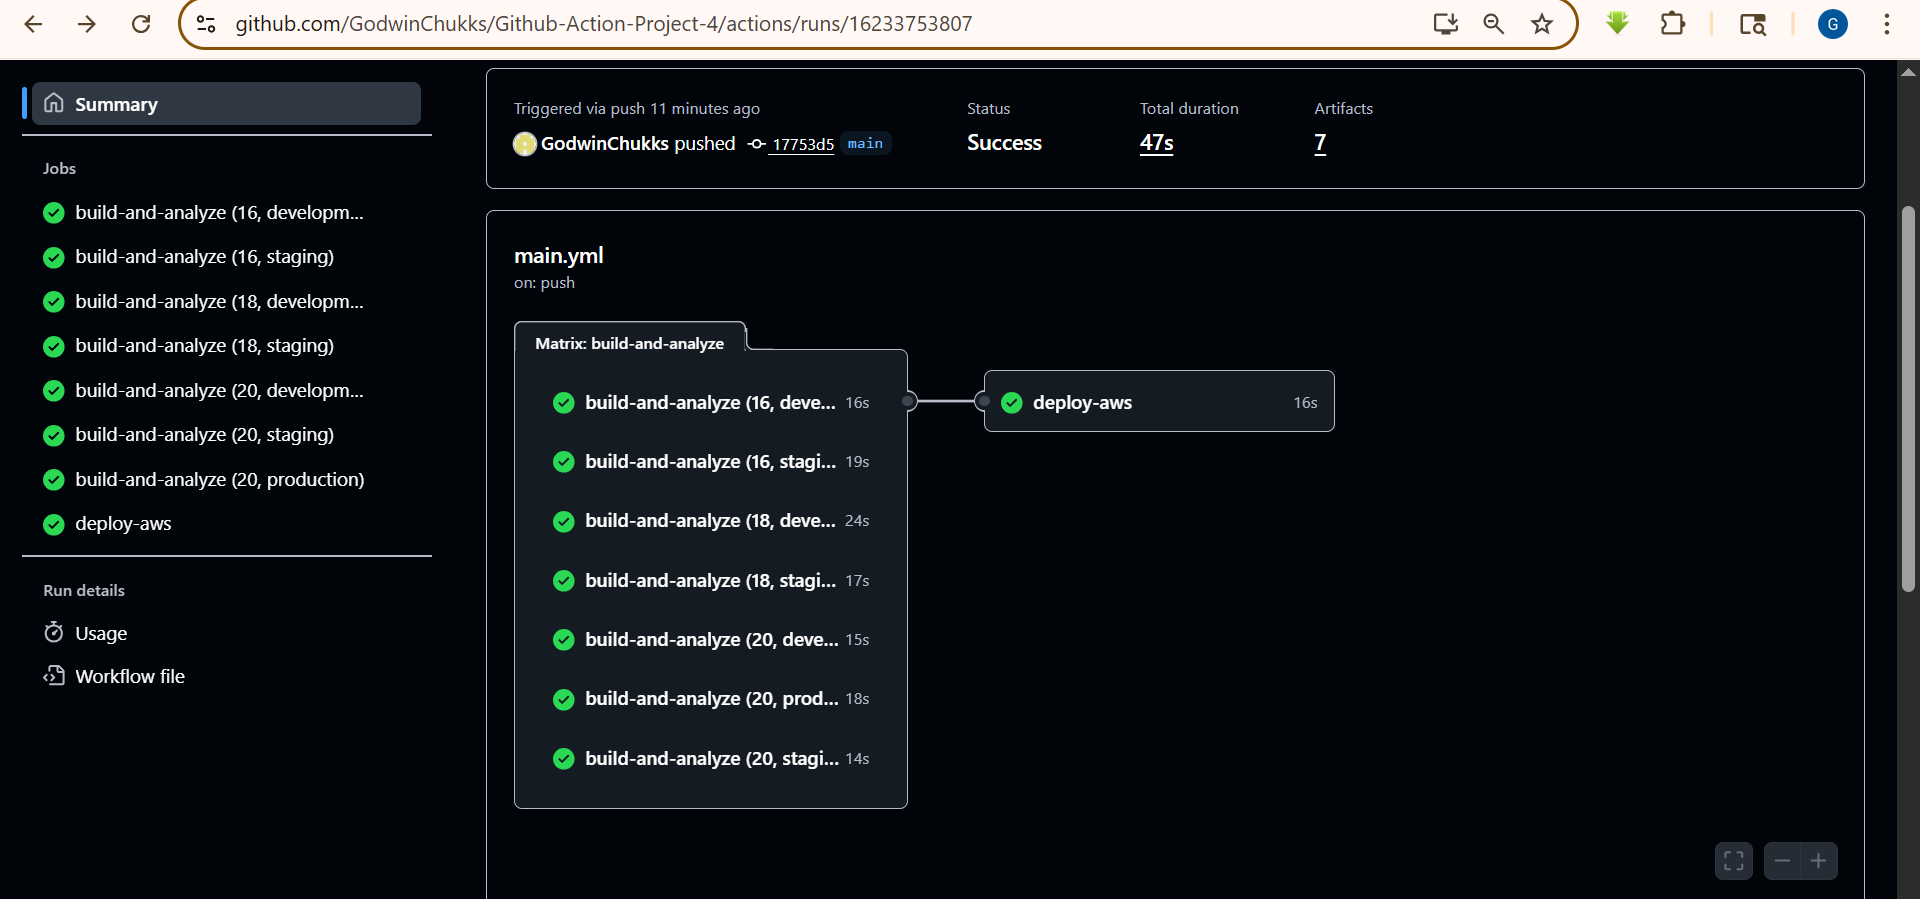 github.com/GodwinChukks/Github-Action-Project-4/actions/runs/16233753807
G
Summary
Jobs
build-and-analyze (16, developm...
build-and-analyze (16, staging)
build-and-analyze (18, developm...
build-and-analyze (18, staging)
build-and-analyze (20, developm...
build-and-analyze (20, staging)
build-and-analyze (20, production)
deploy-aws
Run details
Usage
Workflow file
Triggered via push 11 minutes ago
GodwinChukks pushed 17753d5 main
Status
Success
Total duration
47s
Artifacts
7
main.yml
on: push
Matrix: build-and-analyze
build-and-analyze (16, deve... 16s
build-and-analyze (16, stagi... 19s
build-and-analyze (18, deve... 24s
build-and-analyze (18, stagi... 17s
build-and-analyze (20, deve... 15s
build-and-analyze (20, prod... 18s
build-and-analyze (20, stagi... 14s
deploy-aws 16s